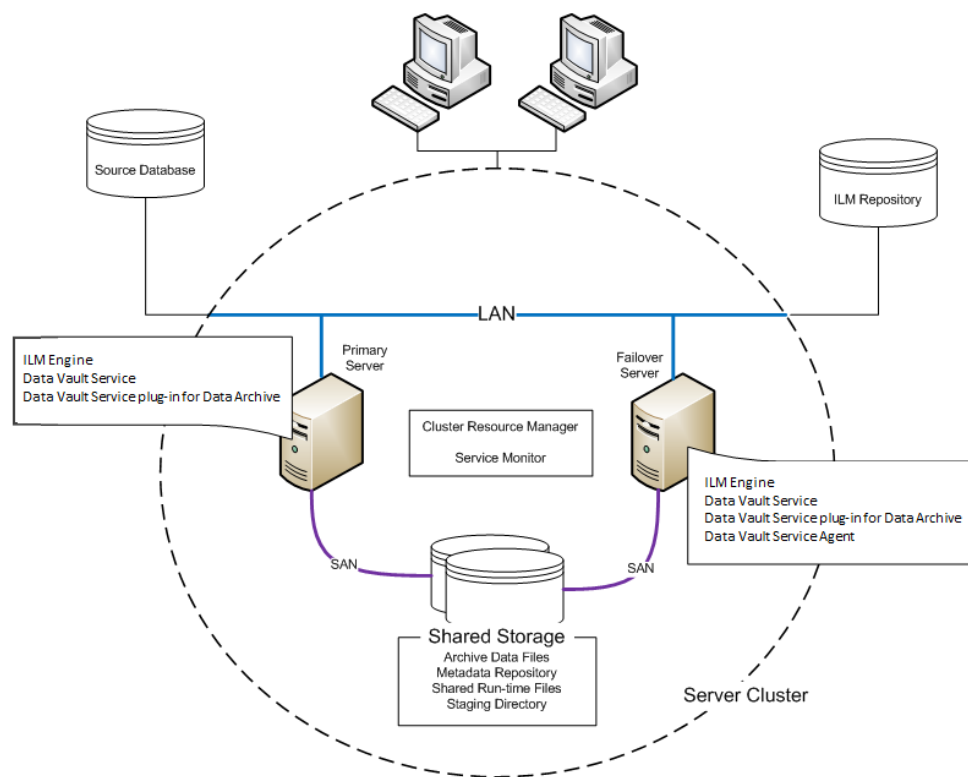 Source Database
ILM Repository
LAN
ILM Engine
Data Vault Service
Data Vault Service plug-in for Data Archive
Primary
Server
Failover
Server
Cluster Resource Manager
Service Monitor
ILM Engine
Data Vault Service
Data Vault Service plug-in for Data Archive
Data Vault Service Agent
SAN
SAN
Shared Storage
Archive Data Files
Metadata Repository
Shared Run-time Files
Staging Directory
Server Cluster